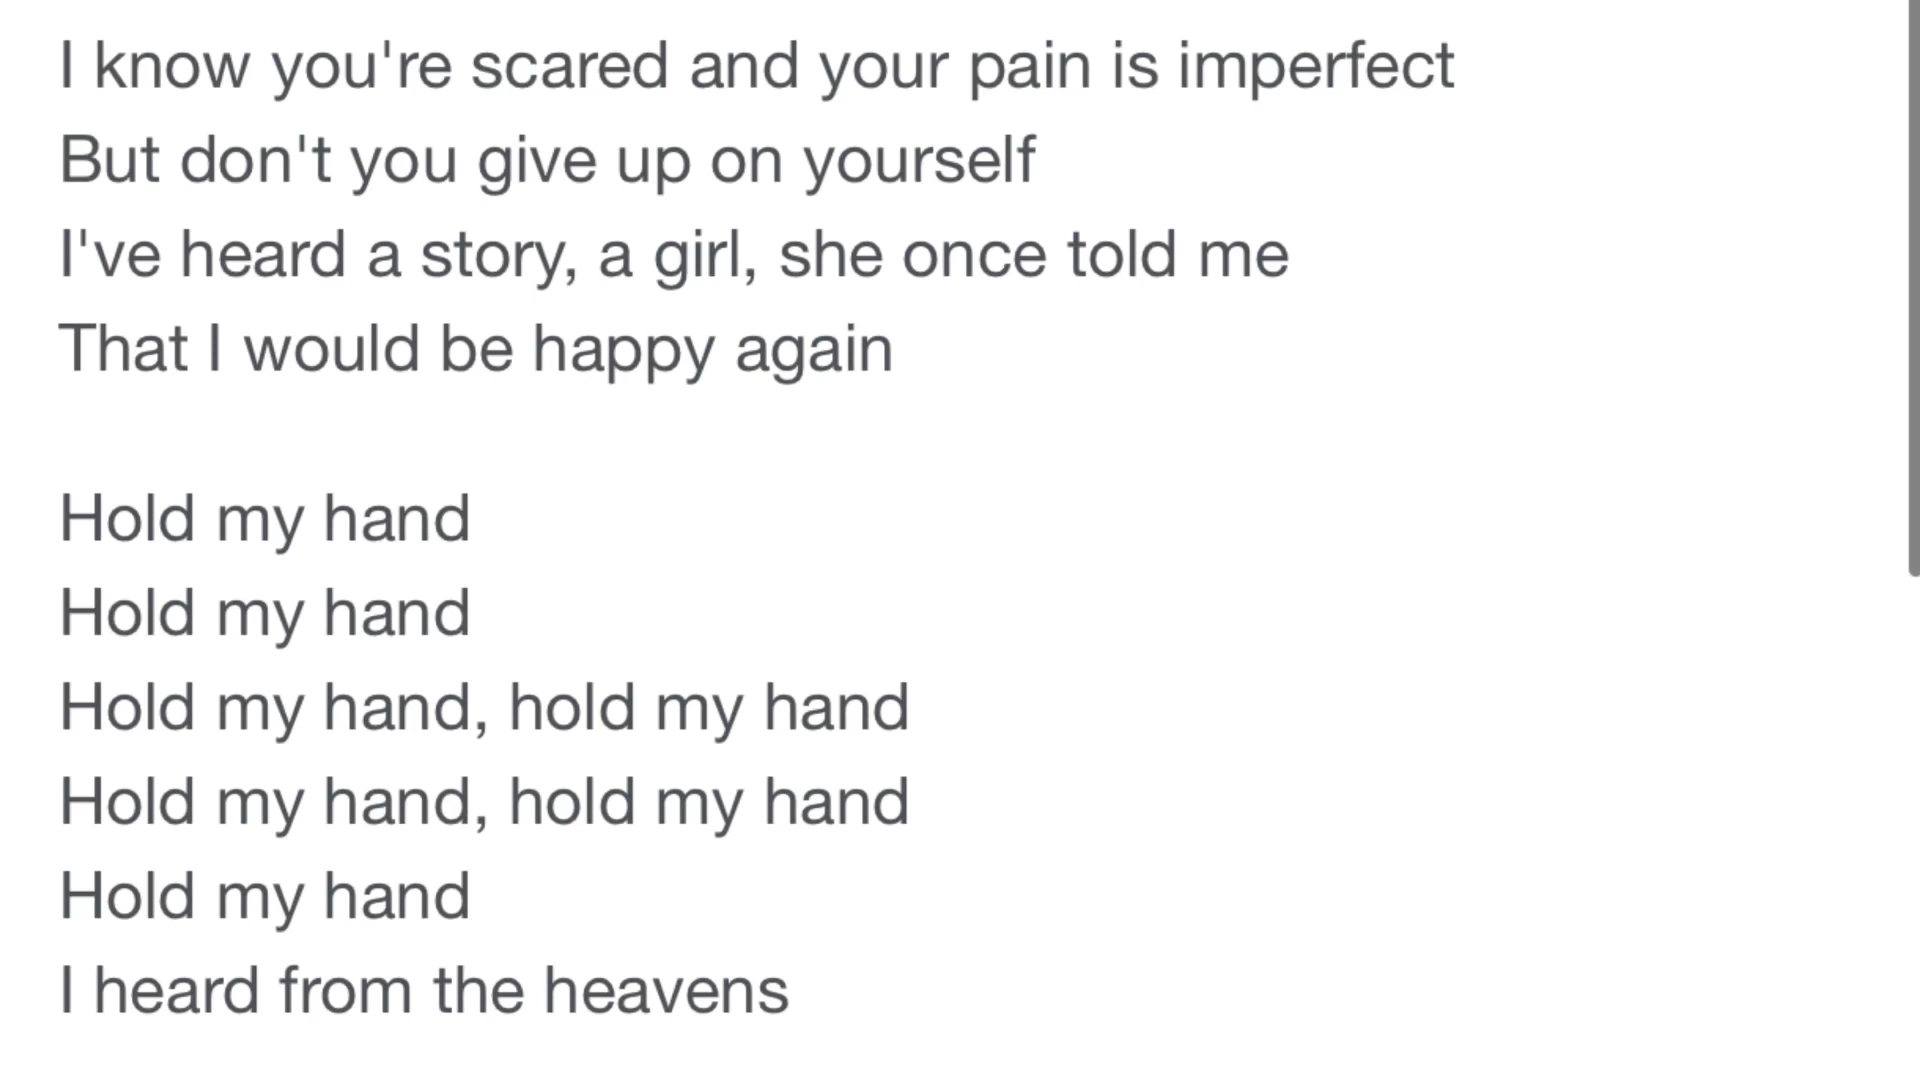 I know you're scared and your pain is imperfect
But don't you give up on yourself
I've heard a story, a girl, she once told me
That I would be happy again
Hold my hand
Hold my hand
Hold my hand, hold my hand
Hold my hand, hold my hand
Hold my hand
I heard from the heavens